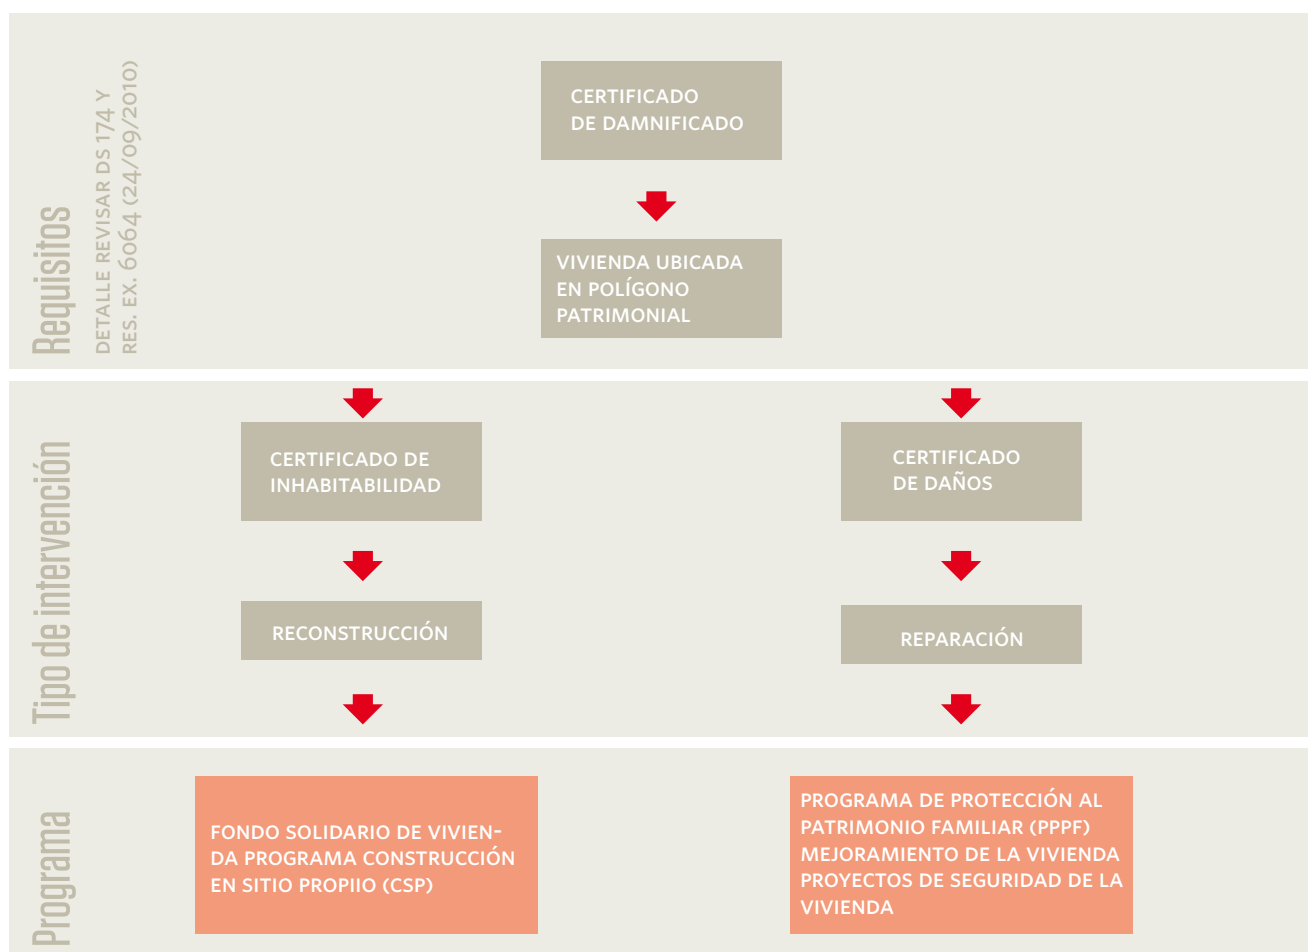 Requisitos
DETALLE REVISAR DS 174 Y
RES. EX. 6064 (24/09/2010)
CERTIFICADO
DE DAMNIFICADO
VIVIENDA UBICADA
EN POLÍGONO
PATRIMONIAL
Tipo de intervención
CERTIFICADO DE
INHABITABILIDAD
RECONSTRUCCIÓN
CERTIFICADO
DE DAÑOS
REPARACIÓN
Programa
FONDO SOLIDARIO DE VIVIEN-
DA PROGRAMA CONSTRUCCIÓN
EN SITIO PROPIIO (CSP)
PROGRAMA DE PROTECCIÓN AL
PATRIMONIO FAMILIAR (PPPF)
MEJORAMIENTO DE LA VIVIENDA
PROYECTOS DE SEGURIDAD DE LA
VIVIENDA